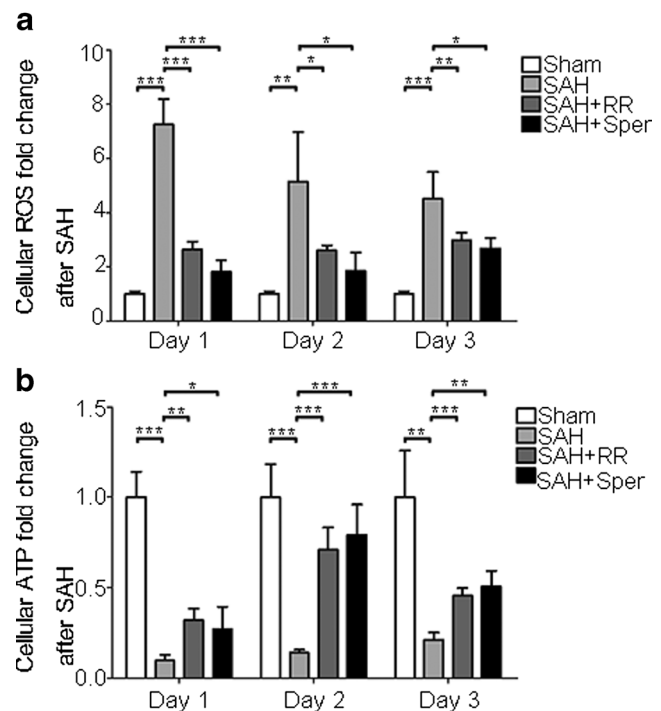 a
Cellular ROS fold change
after SAH
10
8
6
4
2
0
*** *** ***
** * *
*** ** *
Sham
SAH
SAH+RR
SAH+Sper
Day 1 Day 2 Day 3
b
Cellular ATP fold change
after SAH
1.5
1.0
0.5
0.0
*** ** *
*** *** ***
** *** **
Sham
SAH
SAH+RR
SAH+Sper
Day 1 Day 2 Day 3